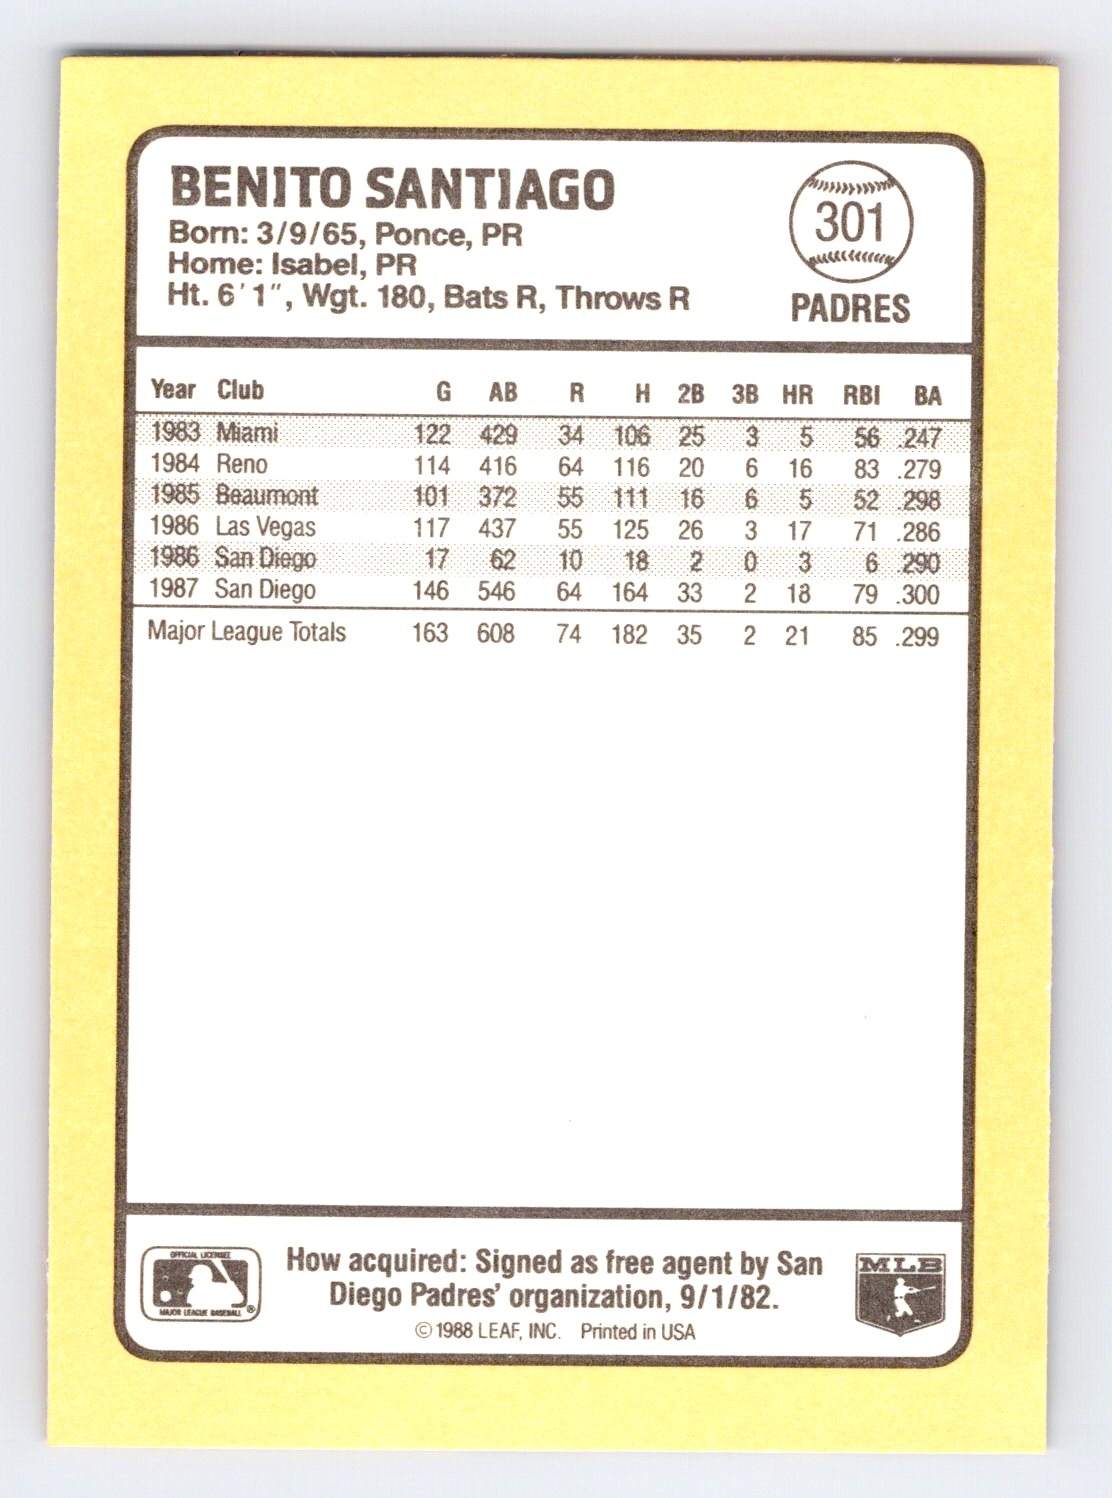 BENITO SANTIAGO
Born: 3/9/65, Ponce, PR
Home: Isabel, PR
Ht. 6'1", Wgt. 180, Bats R, Throws R
301
PADRES
Year Club G AB R H 2B 3B HR RBI BA
1983 Miami 122 429 34 106 25 3 5 56 .247
1984 Reno 114 416 64 116 20 6 16 83 .279
1985 Beaumont 101 372 55 111 16 6 5 52 .298
1986 Las Vegas 117 437 55 125 26 3 17 71 .286
1986 San Diego 17 62 10 18 2 0 3 6 .290
1987 San Diego 146 546 64 164 33 2 18 79 .300
Major League Totals 163 608 74 182 35 2 21 85 .299
OFFICIAL LICENSEE
MAJOR LEAGUE BASEBALL ®
How acquired: Signed as free agent by San
Diego Padres' organization, 9/1/82.
© 1988 LEAF, INC. Printed in USA
MLB